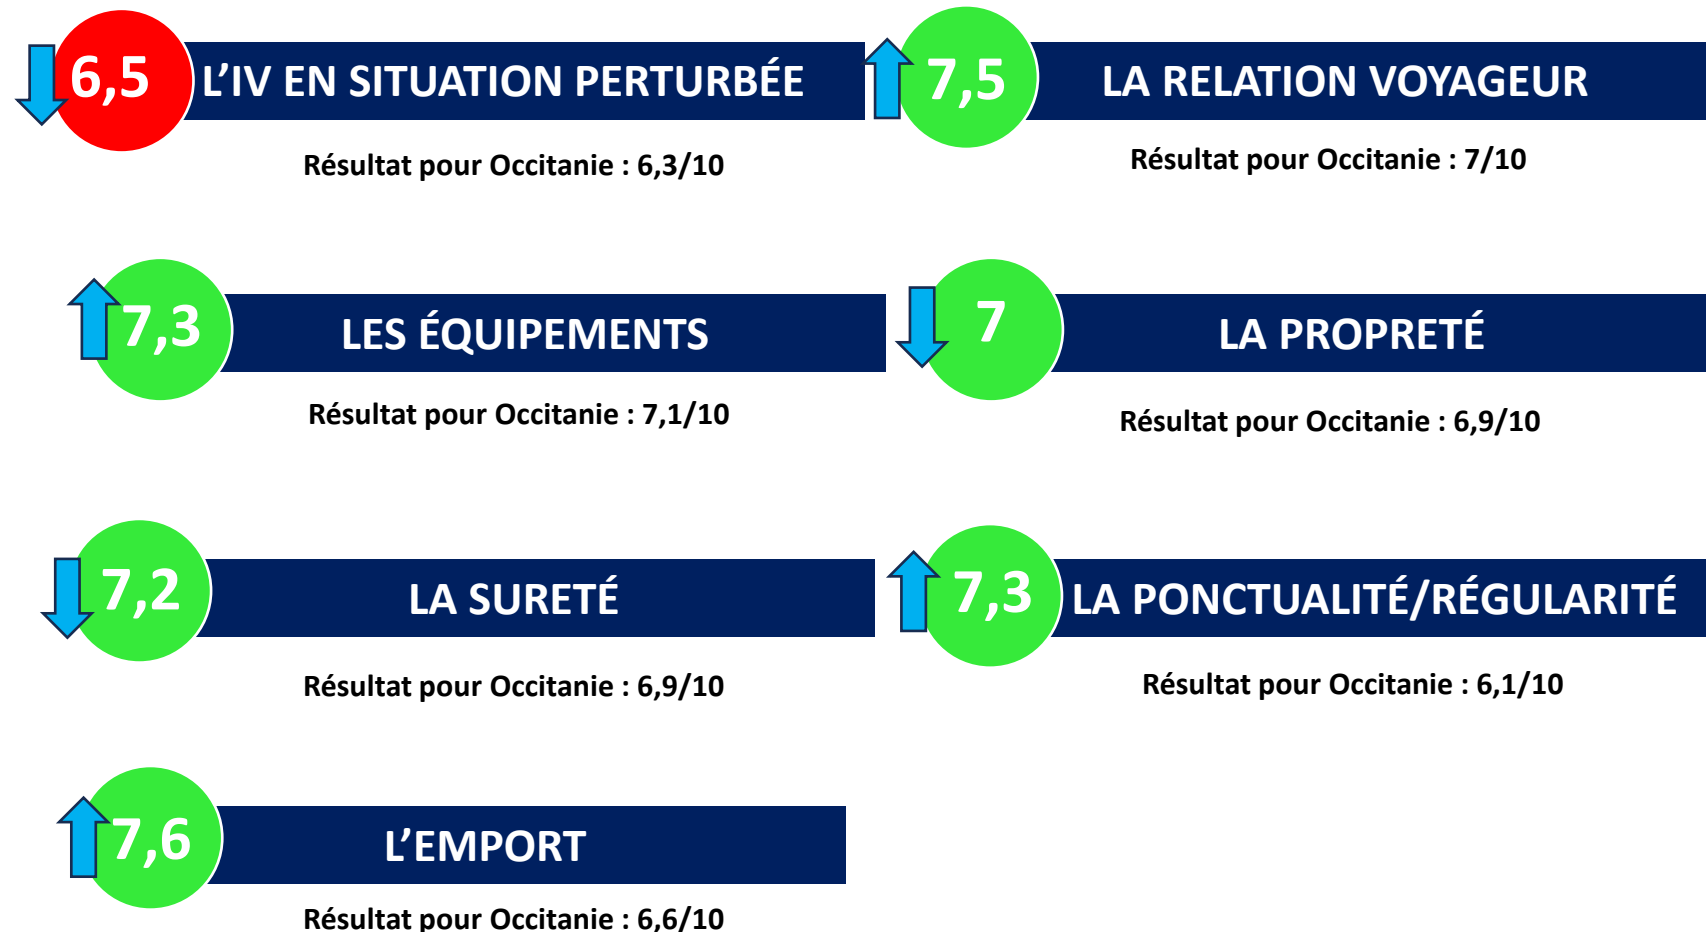 6,5
L’IV EN SITUATION PERTURBÉE
Résultat pour Occitanie : 6,3/10
7,5
LA RELATION VOYAGEUR
Résultat pour Occitanie : 7/10
7,3
LES ÉQUIPEMENTS
Résultat pour Occitanie : 7,1/10
7
LA PROPRETÉ
Résultat pour Occitanie : 6,9/10
7,2
LA SURETÉ
Résultat pour Occitanie : 6,9/10
7,3
LA PONCTUALITÉ/RÉGULARITÉ
Résultat pour Occitanie : 6,1/10
7,6
L’EMPORT
Résultat pour Occitanie : 6,6/10